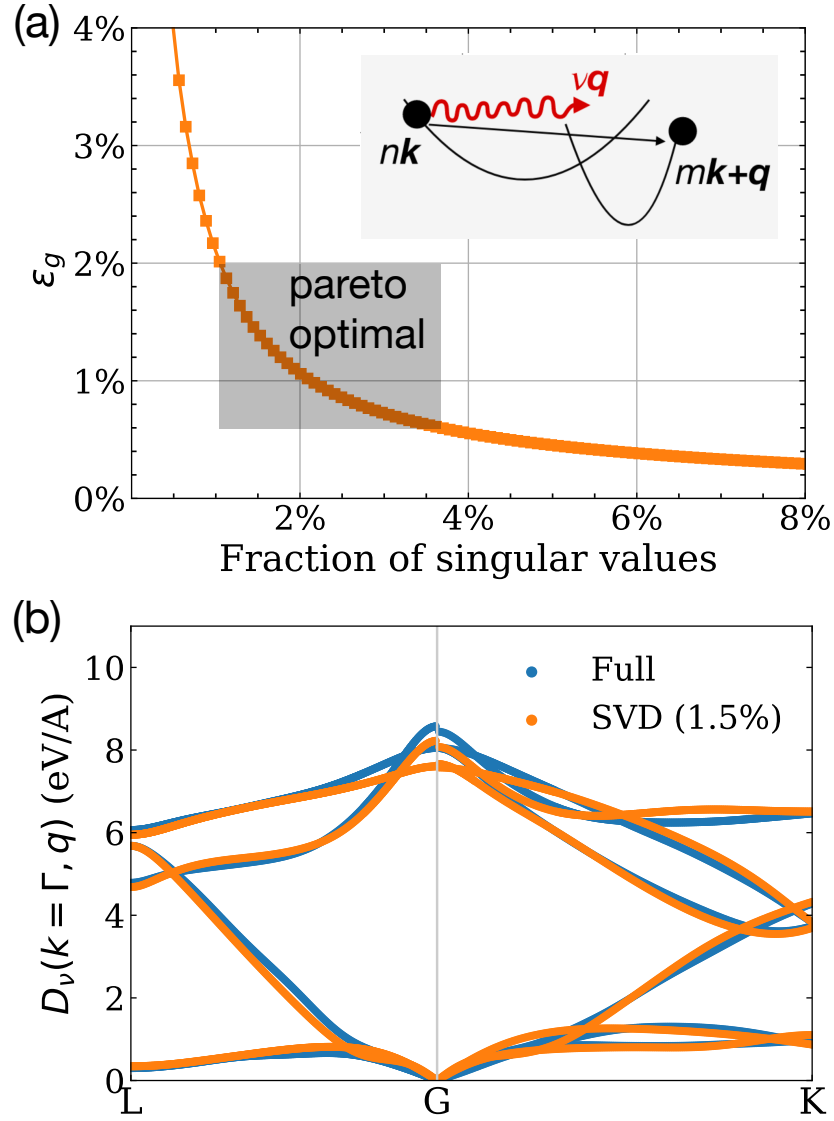 (a)
4%
3%
2%
1%
0%
ε_g
νq
nk
mk+q
pareto
optimal
2% 4% 6% 8%
Fraction of singular values
(b)
10
8
6
4
2
0
D_ν(k = Γ, q) (eV/A)
Full
SVD (1.5%)
L G K